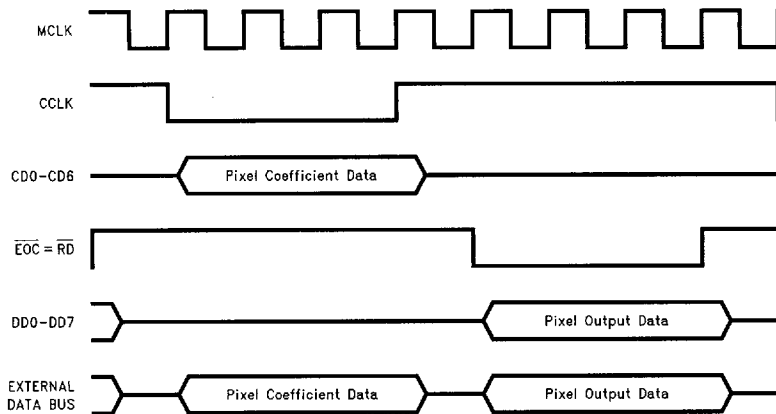 MCLK
CCLK
CD0-CD6
Pixel Coefficient Data
EOC = RD
DD0-DD7
Pixel Output Data
EXTERNAL
DATA BUS
Pixel Coefficient Data
Pixel Output Data